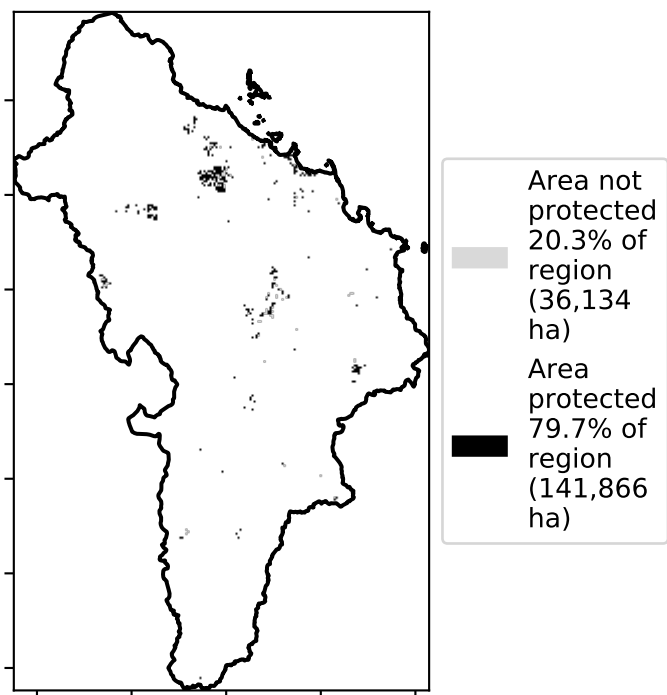 Area not
protected
20.3% of
region
(36,134
ha)
Area
protected
79.7% of
region
(141,866
ha)